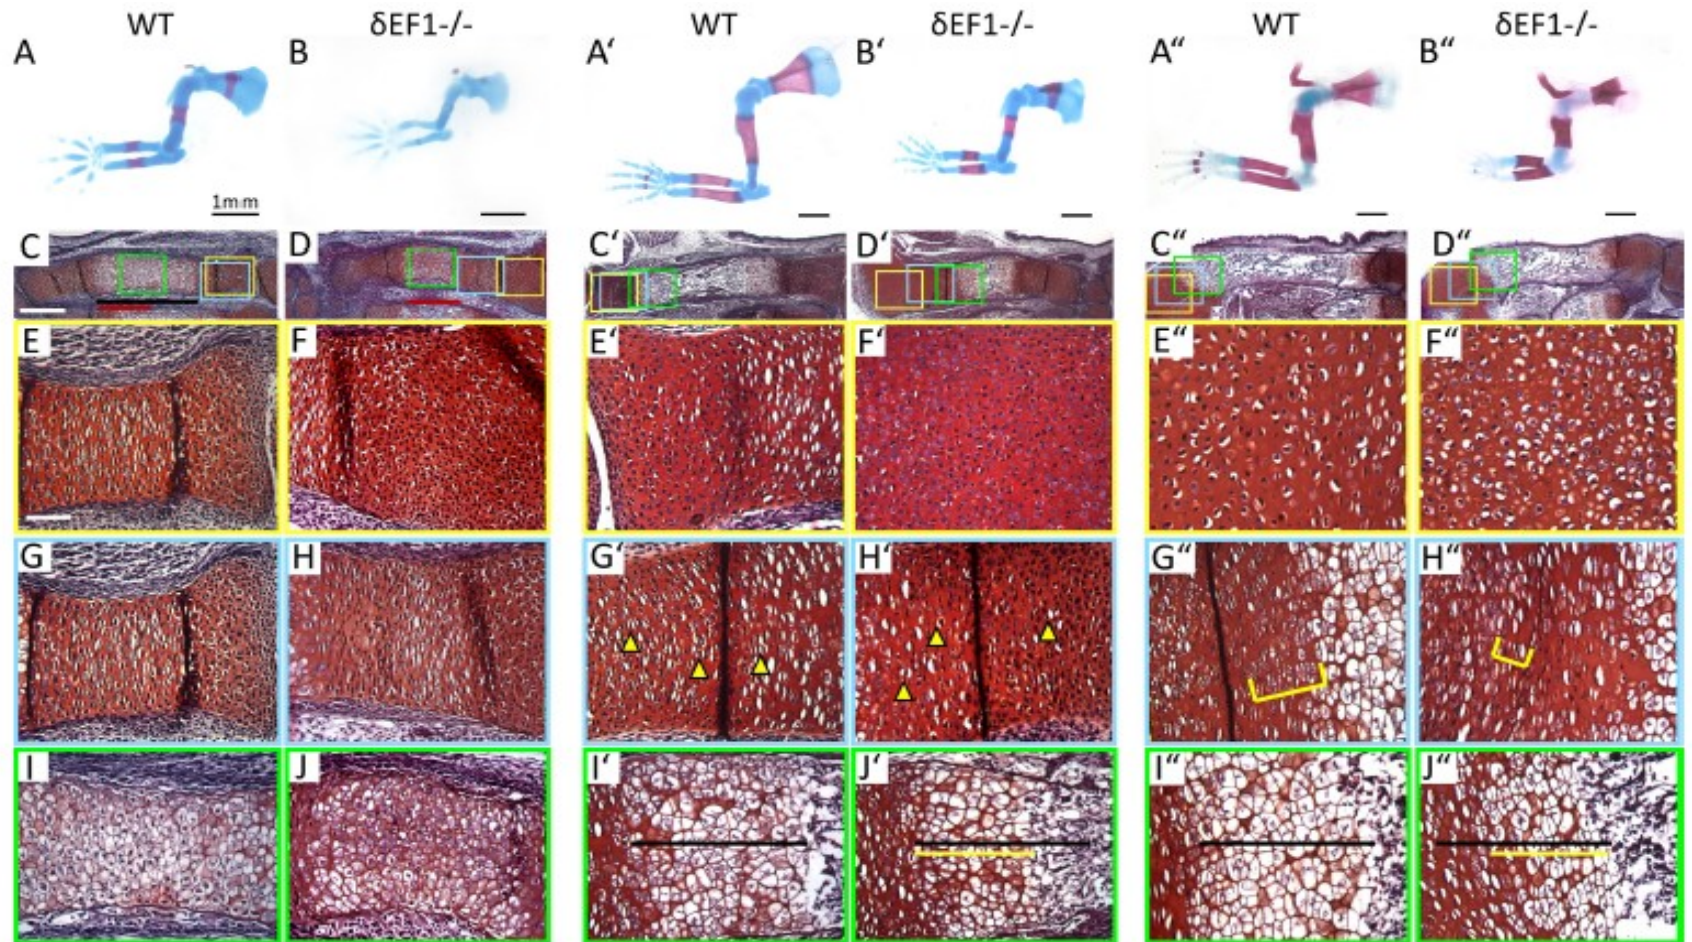 WT δEF1-/- WT δEF1-/- WT δEF1-/-
A B A‘ B‘ A“ B“
1mm
C D C‘ D‘ C“ D“
E F E‘ F‘ E“ F“
G H G‘ H‘ G“ H“
I J I‘ J‘ I“ J“